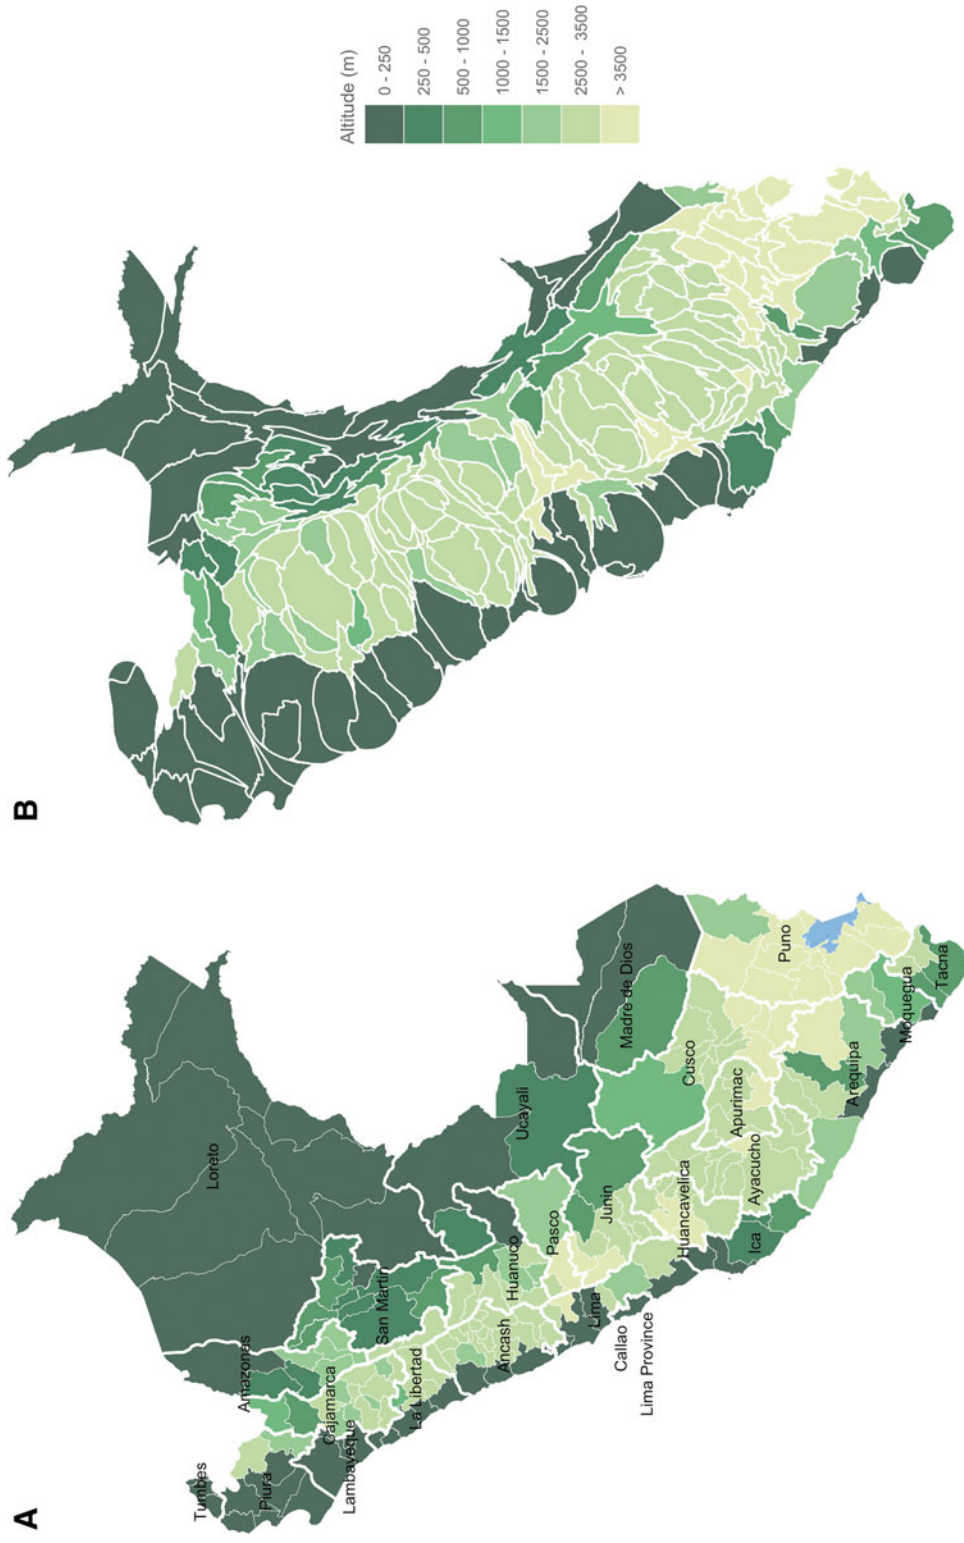 A
Tumbes
Piura
Lambayeque
Amazonas
Cajamarca
La Libertad
San Martin
Loreto
Ancash
Huanuco
Ucayali
Pasco
Lima
Callao
Lima Province
Junin
Huancavelica
Madre de Dios
Cusco
Apurimac
Ayacucho
Ica
Puno
Arequipa
Moquegua
Tacna
B
Altitude (m)
0 - 250
250 - 500
500 - 1000
1000 - 1500
1500 - 2500
2500 - 3500
> 3500